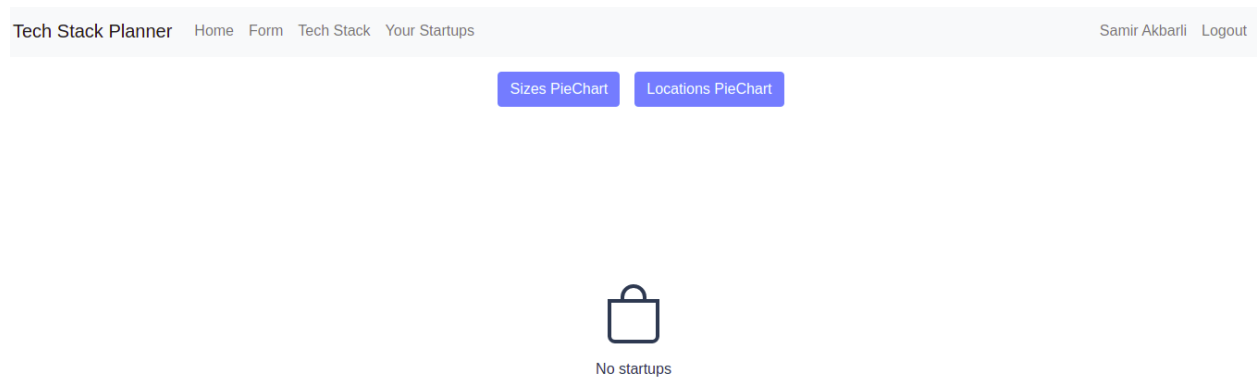 Tech Stack Planner Home Form Tech Stack Your Startups Samir Akbarli Logout
Sizes PieChart Locations PieChart
No startups